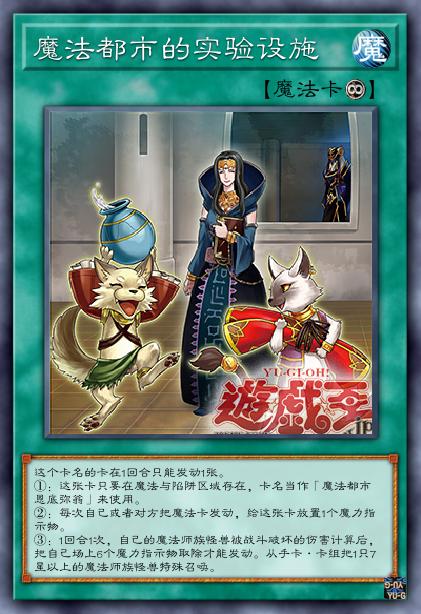 魔法都市的实验设施
魔
【魔法卡】
YU-GI-OH!
遊戯王
.jp
这个卡名的卡在1回合只能发动1张。
①：这张卡只要在魔法与陷阱区域存在，卡名当作「魔法都市
恩底弥翁」来使用。
②：每次自己或者对方把魔法卡发动，给这张卡放置1个魔力指
示物。
③：1回合1次，自己的魔法师族怪兽被战斗破坏的伤害计算后，
把自己场上6个魔力指示物取除才能发动。从手卡·卡组把1只7
星以上的魔法师族怪兽特殊召唤。